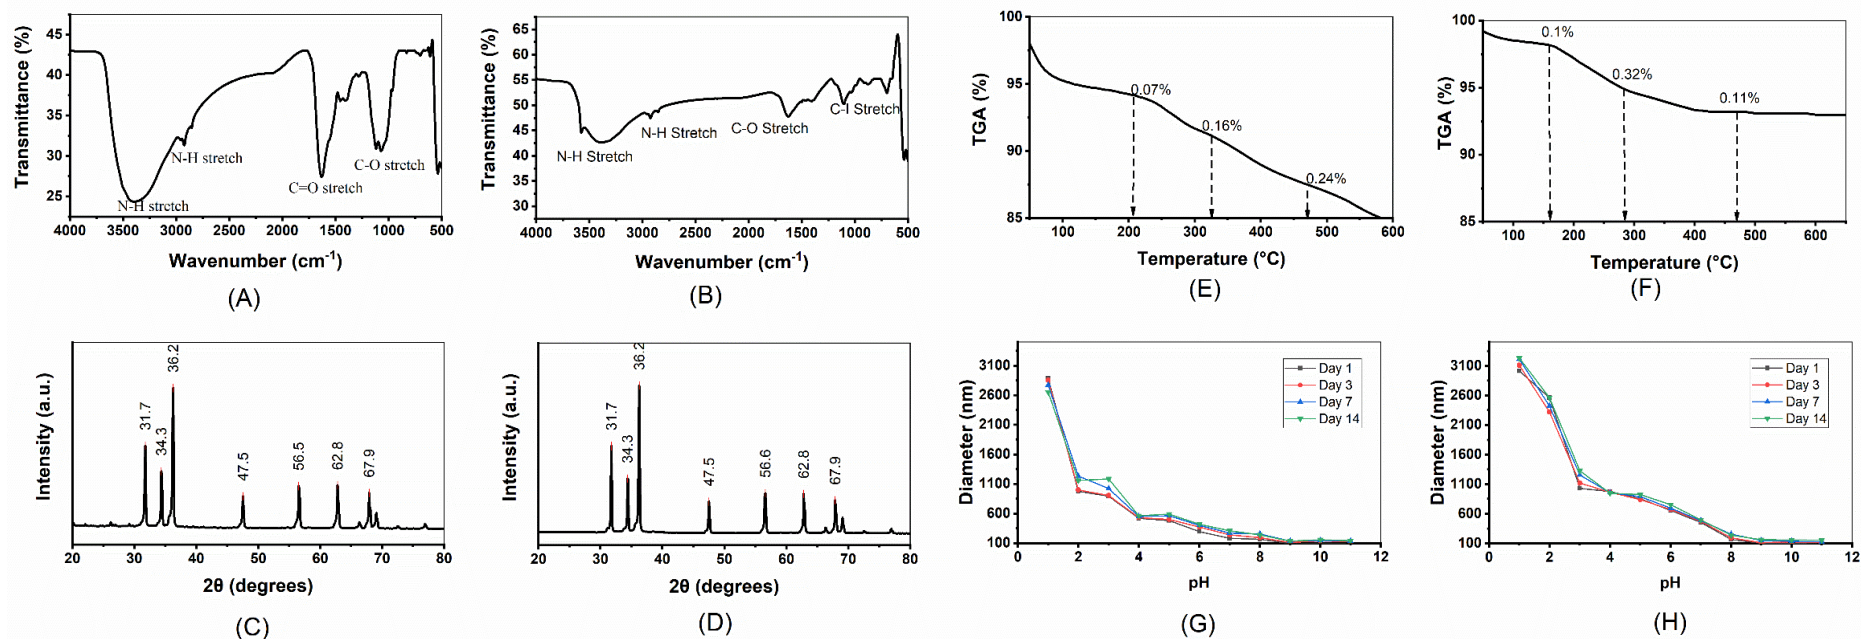 Transmittance (%)
45
40
35
30
25
N-H stretch
N-H stretch
C=O stretch
C-O stretch
4000 3500 3000 2500 2000 1500 1000 500
Wavenumber (cm-1)
(A)
Transmittance (%)
65
60
55
50
45
40
35
30
N-H Stretch
N-H Stretch
C-O Stretch
C-I Stretch
4000 3500 3000 2500 2000 1500 1000 500
Wavenumber (cm-1)
(B)
TGA (%)
100
95
90
85
0.07%
0.16%
0.24%
100 200 300 400 500 600
Temperature (°C)
(E)
TGA (%)
100
95
90
85
0.1%
0.32%
0.11%
100 200 300 400 500 600
Temperature (°C)
(F)
Intensity (a.u.)
31.7
34.3
36.2
47.5
56.5
62.8
67.9
20 30 40 50 60 70 80
2θ (degrees)
(C)
Intensity (a.u.)
31.7
34.3
36.2
47.5
56.6
62.8
67.9
20 30 40 50 60 70 80
2θ (degrees)
(D)
Diameter (nm)
3100
2600
2100
1600
1100
600
100
Day 1
Day 3
Day 7
Day 14
0 2 4 6 8 10 12
pH
(G)
Diameter (nm)
3100
2600
2100
1600
1100
600
100
Day 1
Day 3
Day 7
Day 14
0 2 4 6 8 10 12
pH
(H)